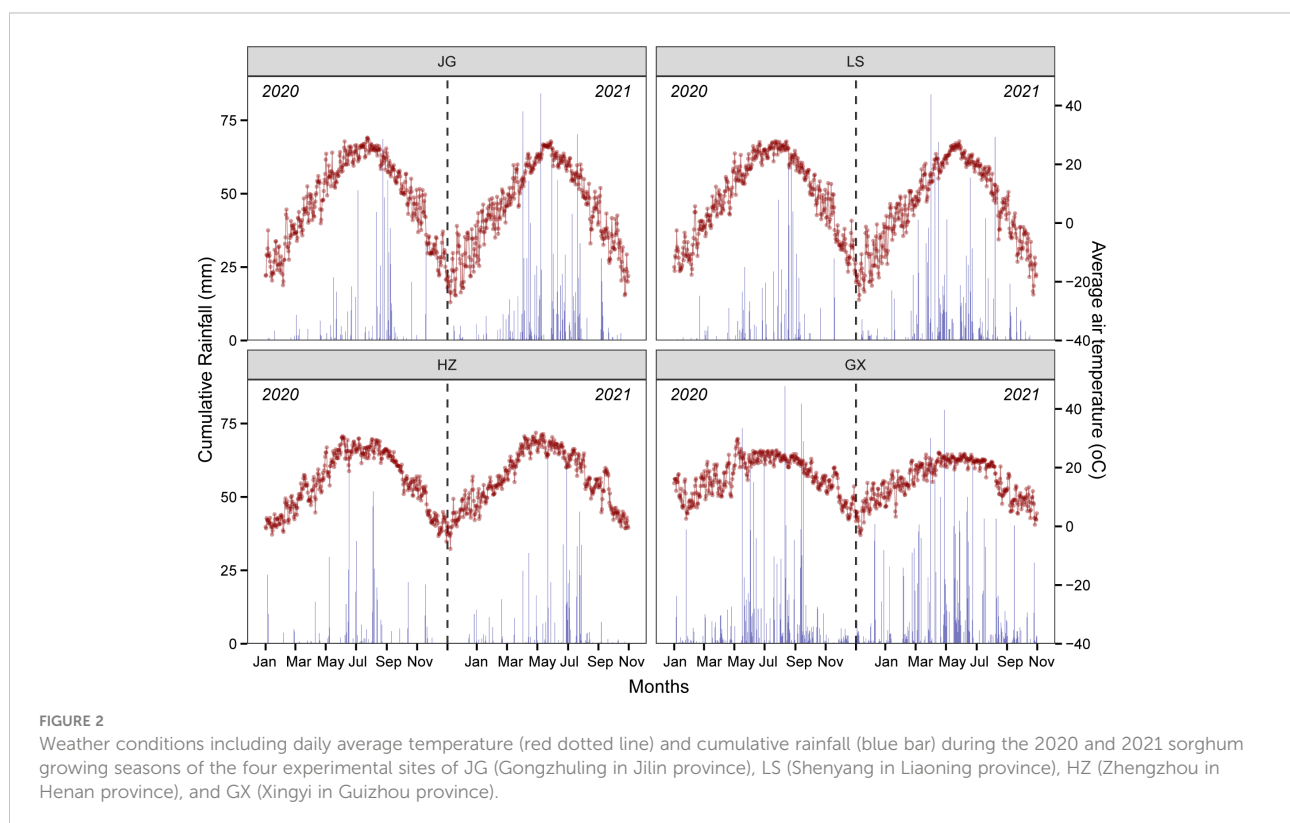 JG
LS
2020
2021
2020
2021
75
50
25
0
40
20
0
−20
−40
HZ
GX
2020
2021
2020
2021
75
50
25
0
40
20
0
−20
−40
Cumulative Rainfall (mm)
Average air temperature (oC)
Jan Mar May Jul Sep Nov Jan Mar May Jul Sep Nov
Jan Mar May Jul Sep Nov Jan Mar May Jul Sep Nov
Months
FIGURE 2
Weather conditions including daily average temperature (red dotted line) and cumulative rainfall (blue bar) during the 2020 and 2021 sorghum
growing seasons of the four experimental sites of JG (Gongzhuling in Jilin province), LS (Shenyang in Liaoning province), HZ (Zhengzhou in
Henan province), and GX (Xingyi in Guizhou province).